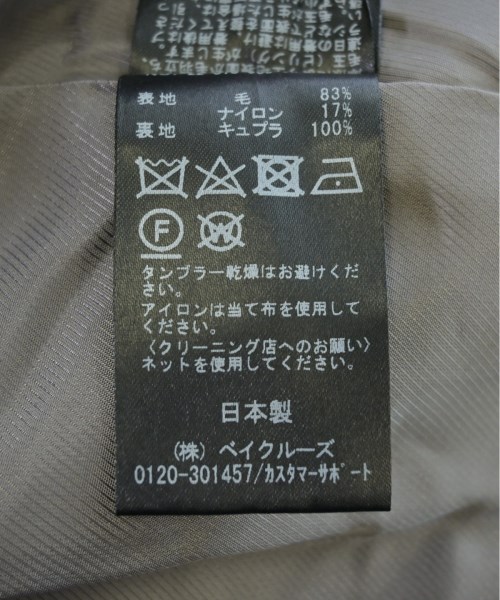 表地 毛 83%
ナイロン 17%
裏地 キュプラ 100%
F
W
タンブラー乾燥はお避けくだ
さい。
アイロンは当て布を使用して
ください。
〈クリーニング店へのお願い〉
ネットを使用してください。
日本製
(株) ベイクルーズ
0120-301457/カスタマーサポート